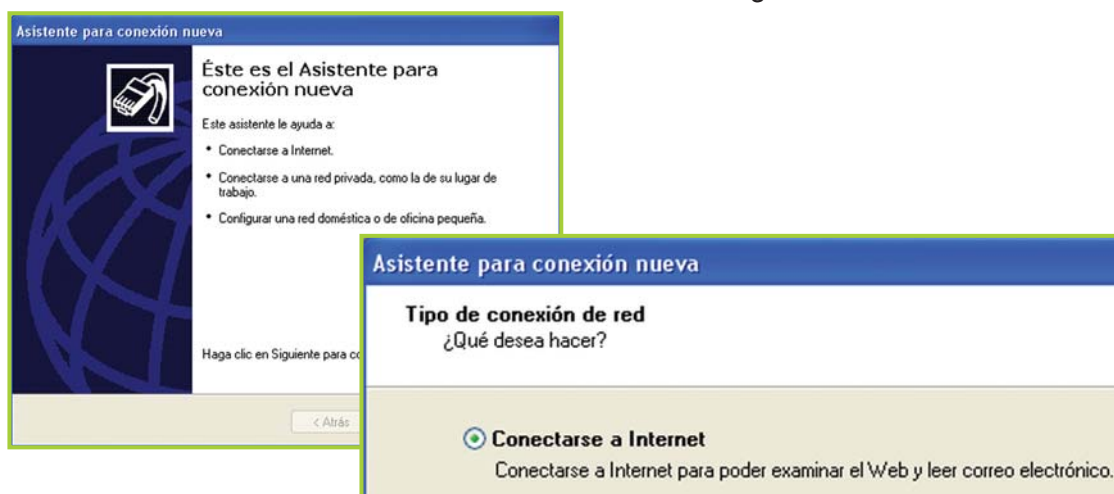 Asistente para conexión nueva
Éste es el Asistente para
conexión nueva
Este asistente le ayuda a:
• Conectarse a Internet.
• Conectarse a una red privada, como la de su lugar de
trabajo.
• Configurar una red doméstica o de oficina pequeña.
Haga clic en Siguiente para
< Atrás
Asistente para conexión nueva
Tipo de conexión de red
¿Qué desea hacer?
Conectarse a Internet
Conectarse a Internet para poder examinar el Web y leer correo electrónico.